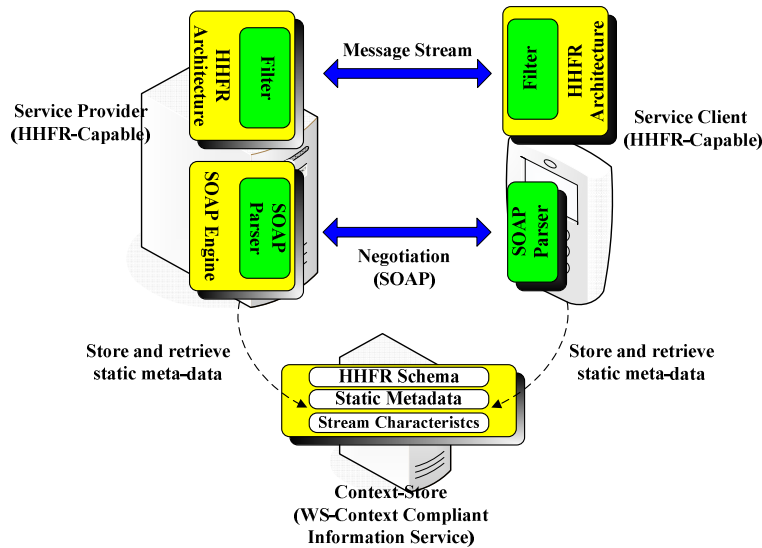 HHFR
Architecture
Filter
Message Stream
Filter
HHFR
Architecture
Service Provider
(HHFR-Capable)
Service Client
(HHFR-Capable)
SOAP Engine
SOAP
Parser
Negotiation
(SOAP)
SOAP
Parser
Store and retrieve
static meta-data
Store and retrieve
static meta-data
HHFR Schema
Static Metadata
Stream Characteristcs
Context-Store
(WS-Context Compliant
Information Service)